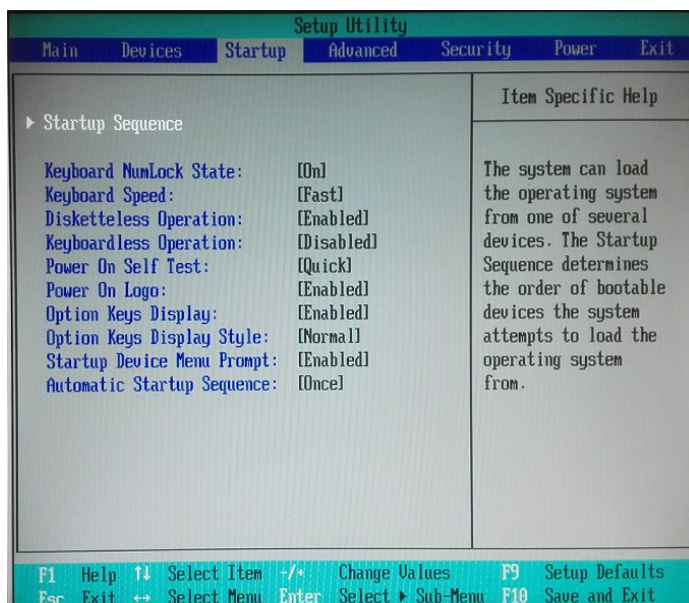 Setup Utility
Main Devices Startup Advanced Security Power Exit
Item Specific Help
▶ Startup Sequence
Keyboard NumLock State: [On]
Keyboard Speed: [Fast]
Disketteless Operation: [Enabled]
Keyboardless Operation: [Disabled]
Power On Self Test: [Quick]
Power On Logo: [Enabled]
Option Keys Display: [Enabled]
Option Keys Display Style: [Normal]
Startup Device Menu Prompt: [Enabled]
Automatic Startup Sequence: [Once]
The system can load
the operating system
from one of several
devices. The Startup
Sequence determines
the order of bootable
devices the system
attempts to load the
operating system
from.
F1 Help ↑↓ Select Item -/+ Change Values F9 Setup Defaults
Esc Exit ↔ Select Menu Enter Select ▶ Sub-Menu F10 Save and Exit